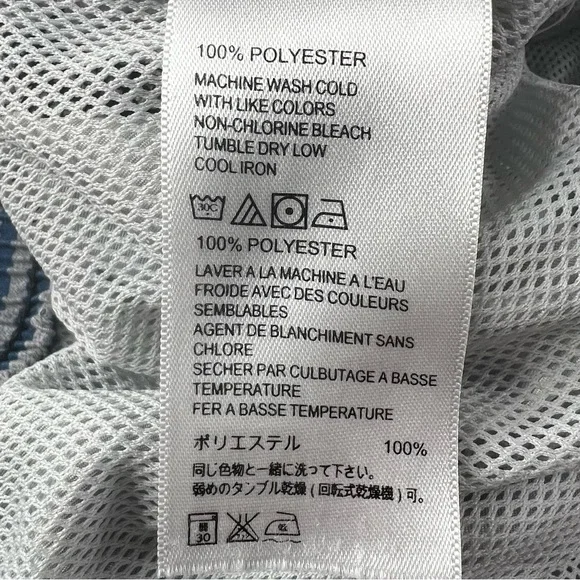 100% POLYESTER
MACHINE WASH COLD
WITH LIKE COLORS
NON-CHLORINE BLEACH
TUMBLE DRY LOW
COOL IRON
30C
100% POLYESTER
LAVER A LA MACHINE A L'EAU
FROIDE AVEC DES COULEURS
SEMBLABLES
AGENT DE BLANCHIMENT SANS
CHLORE
SECHER PAR CULBUTAGE A BASSE
TEMPERATURE
FER A BASSE TEMPERATURE
ポリエステル 100%
同じ色物と一緒に洗って下さい。
弱めのタンブル乾燥(回転式乾燥機)可。
30